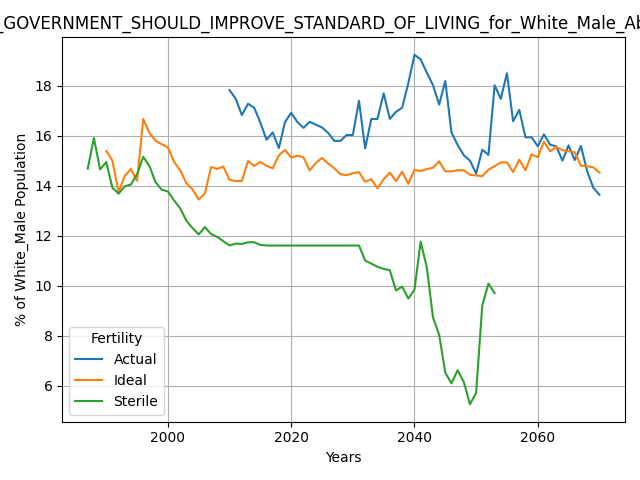 _GOVERNMENT_SHOULD_IMPROVE_STANDARD_OF_LIVING_for_White_Male_Ab
% of White_Male Population
18
16
14
12
10
8
6
Fertility
Actual
Ideal
Sterile
2000
2020
2040
2060
Years